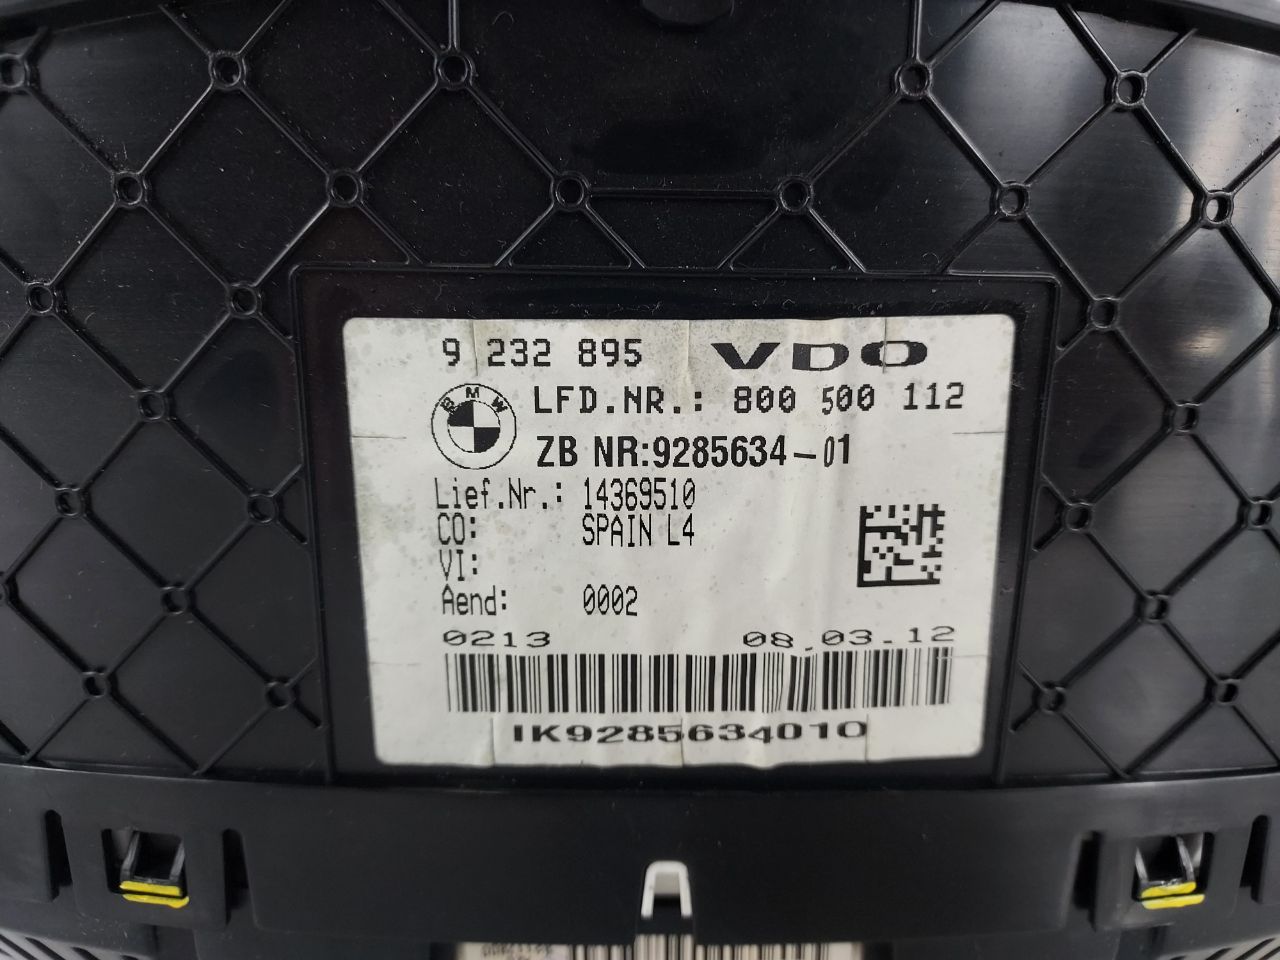 9 232 895 VDO
BMW LFD.NR.: 800 500 112
ZB NR:9285634-01
Lief.Nr.: 14369510
CO: SPAIN L4
VI:
Aend: 0002
0213 08.03.12
IK9285634010